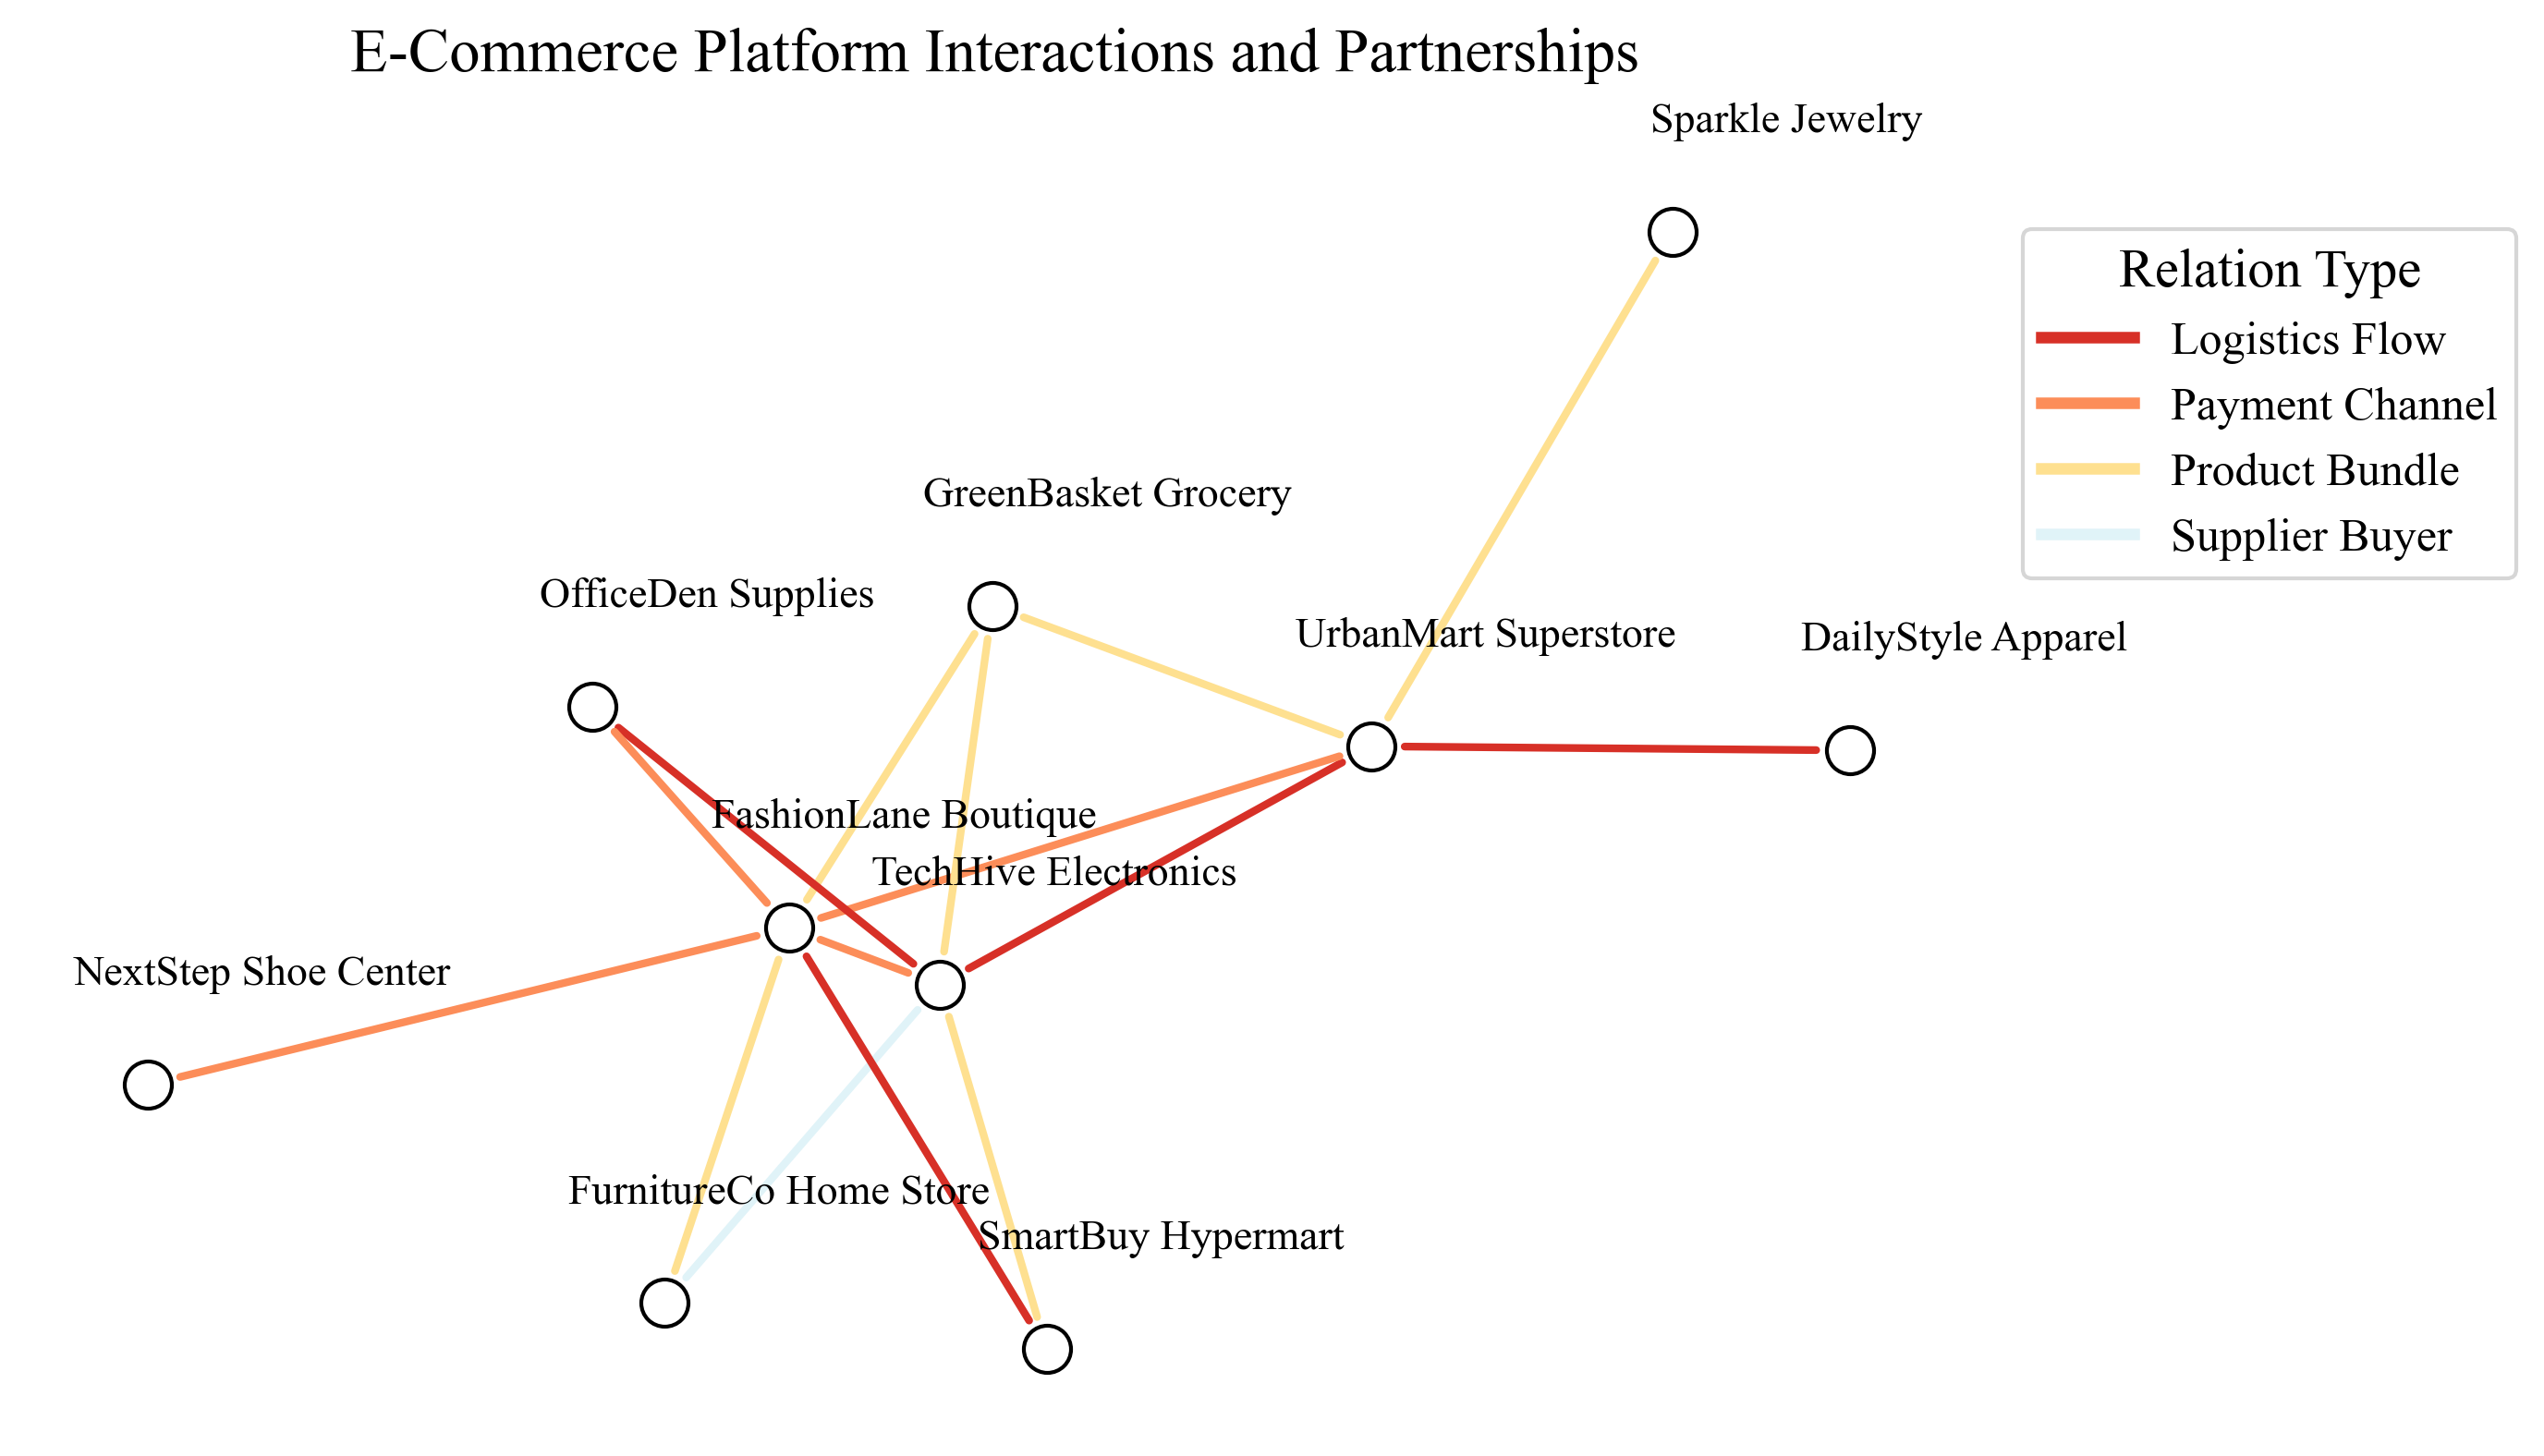 E-Commerce Platform Interactions and Partnerships
Sparkle Jewelry
Relation Type
Logistics Flow
Payment Channel
Product Bundle
Supplier Buyer
GreenBasket Grocery
OfficeDen Supplies
UrbanMart Superstore
DailyStyle Apparel
FashionLane Boutique
TechHive Electronics
NextStep Shoe Center
FurnitureCo Home Store
SmartBuy Hypermart